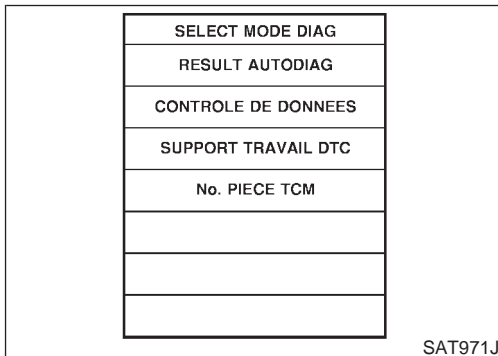 SELECT MODE DIAG
RESULT AUTODIAG
CONTROLE DE DONNEES
SUPPORT TRAVAIL DTC
No. PIECE TCM
SAT971J